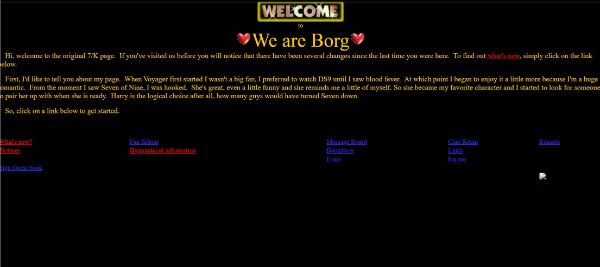 WELCOME
to
We are Borg
Hi, welcome to the original 7/K page. If you've visited us before you will notice that there have been several changes since the last time you were here. To find out what's new, simply click on the link
below.
First, I'd like to tell you about my page. When Voyager first started I wasn't a big fan, I preferred to watch DS9 until I saw blood fever. At which point I began to enjoy it a little more because I'm a huge
romantic. From the moment I saw Seven of Nine, I was hooked. She's great, even a little funny and she reminds me a little of myself. So she became my favorite character and I started to look for someone
o pair her up with when she is ready. Harry is the logical choice after all, how many guys would have turned Seven down.
So, click on a link below to get started.
What's new? Fan fiction Message Board Chat Room Rumors
Pictures Biographical information Bookstore Links
E-me Icq me
Sign Guest book